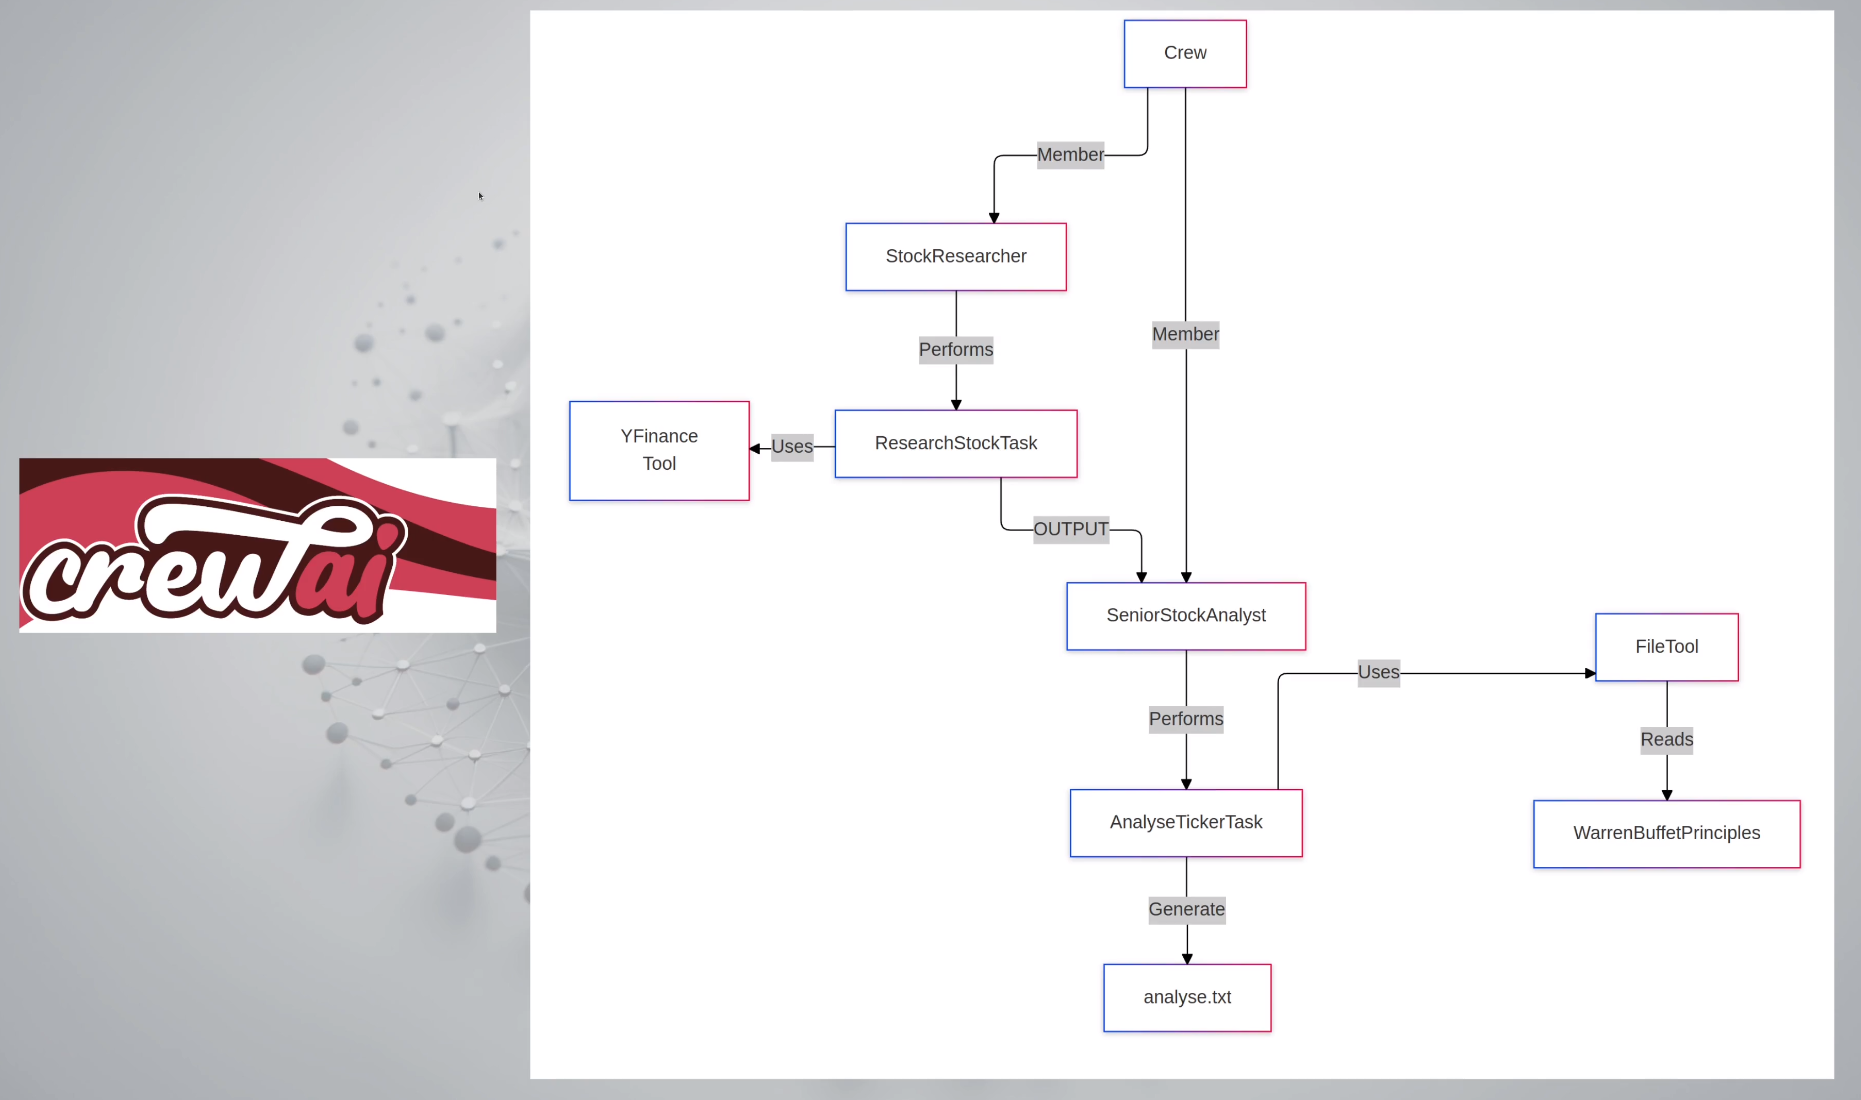 Crew
Member
StockResearcher
Member
Performs
YFinance
Tool
Uses
ResearchStockTask
OUTPUT
SeniorStockAnalyst
FileTool
Uses
Performs
Reads
AnalyseTickerTask
WarrenBuffetPrinciples
Generate
analyse.txt
crewai